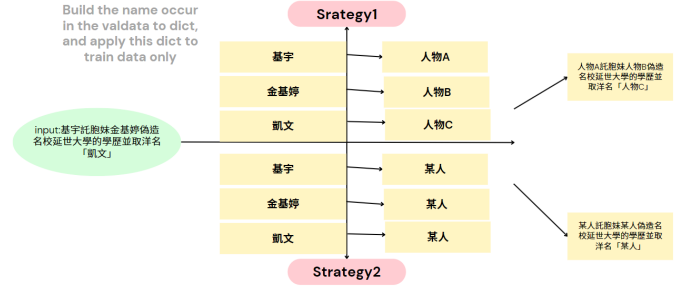 Build the name occur
in the valdata to dict,
and apply this dict to
train data only
Srategy1
基宇
人物A
金基婷
人物B
凱文
人物C
input:基宇託胞妹金基婷偽造
名校延世大學的學歷並取洋名
「凱文」
人物A託胞妹人物B偽造
名校延世大學的學歷並
取洋名「人物C」
基宇
某人
金基婷
某人
凱文
某人
某人託胞妹某人偽造名
校延世大學的學歷並取
洋名「某人」
Strategy2